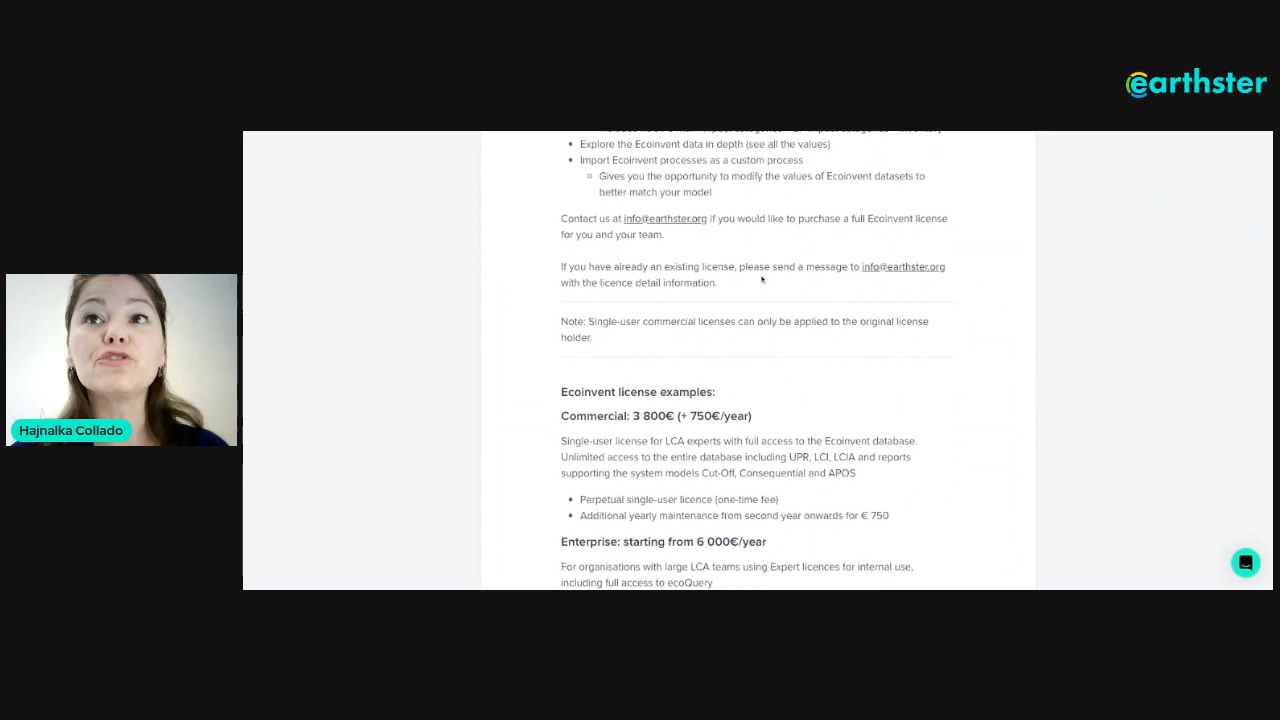 earthster
Explore the Ecoinvent data in depth (see all the values)
Import Ecoinvent processes as a custom process
Gives you the opportunity to modify the values of Ecoinvent datasets to
better match your model
Contact us at info@earthster.org if you would like to purchase a full Ecoinvent license
for you and your team.
If you have already an existing license, please send a message to info@earthster.org
with the licence detail information.
Note: Single-user commercial licenses can only be applied to the original license
holder.
Ecoinvent license examples:
Commercial: 3 800€ (+ 750€/year)
Single-user license for LCA experts with full access to the Ecoinvent database.
Unlimited access to the entire database including UPR, LCI, LCIA and reports
supporting the system models Cut-Off, Consequential and APOS
Perpetual single-user licence (one-time fee)
Additional yearly maintenance from second year onwards for € 750
Enterprise: starting from 6 000€/year
For organisations with large LCA teams using Expert licences for internal use,
including full access to ecoQuery
Hajnalka Collado